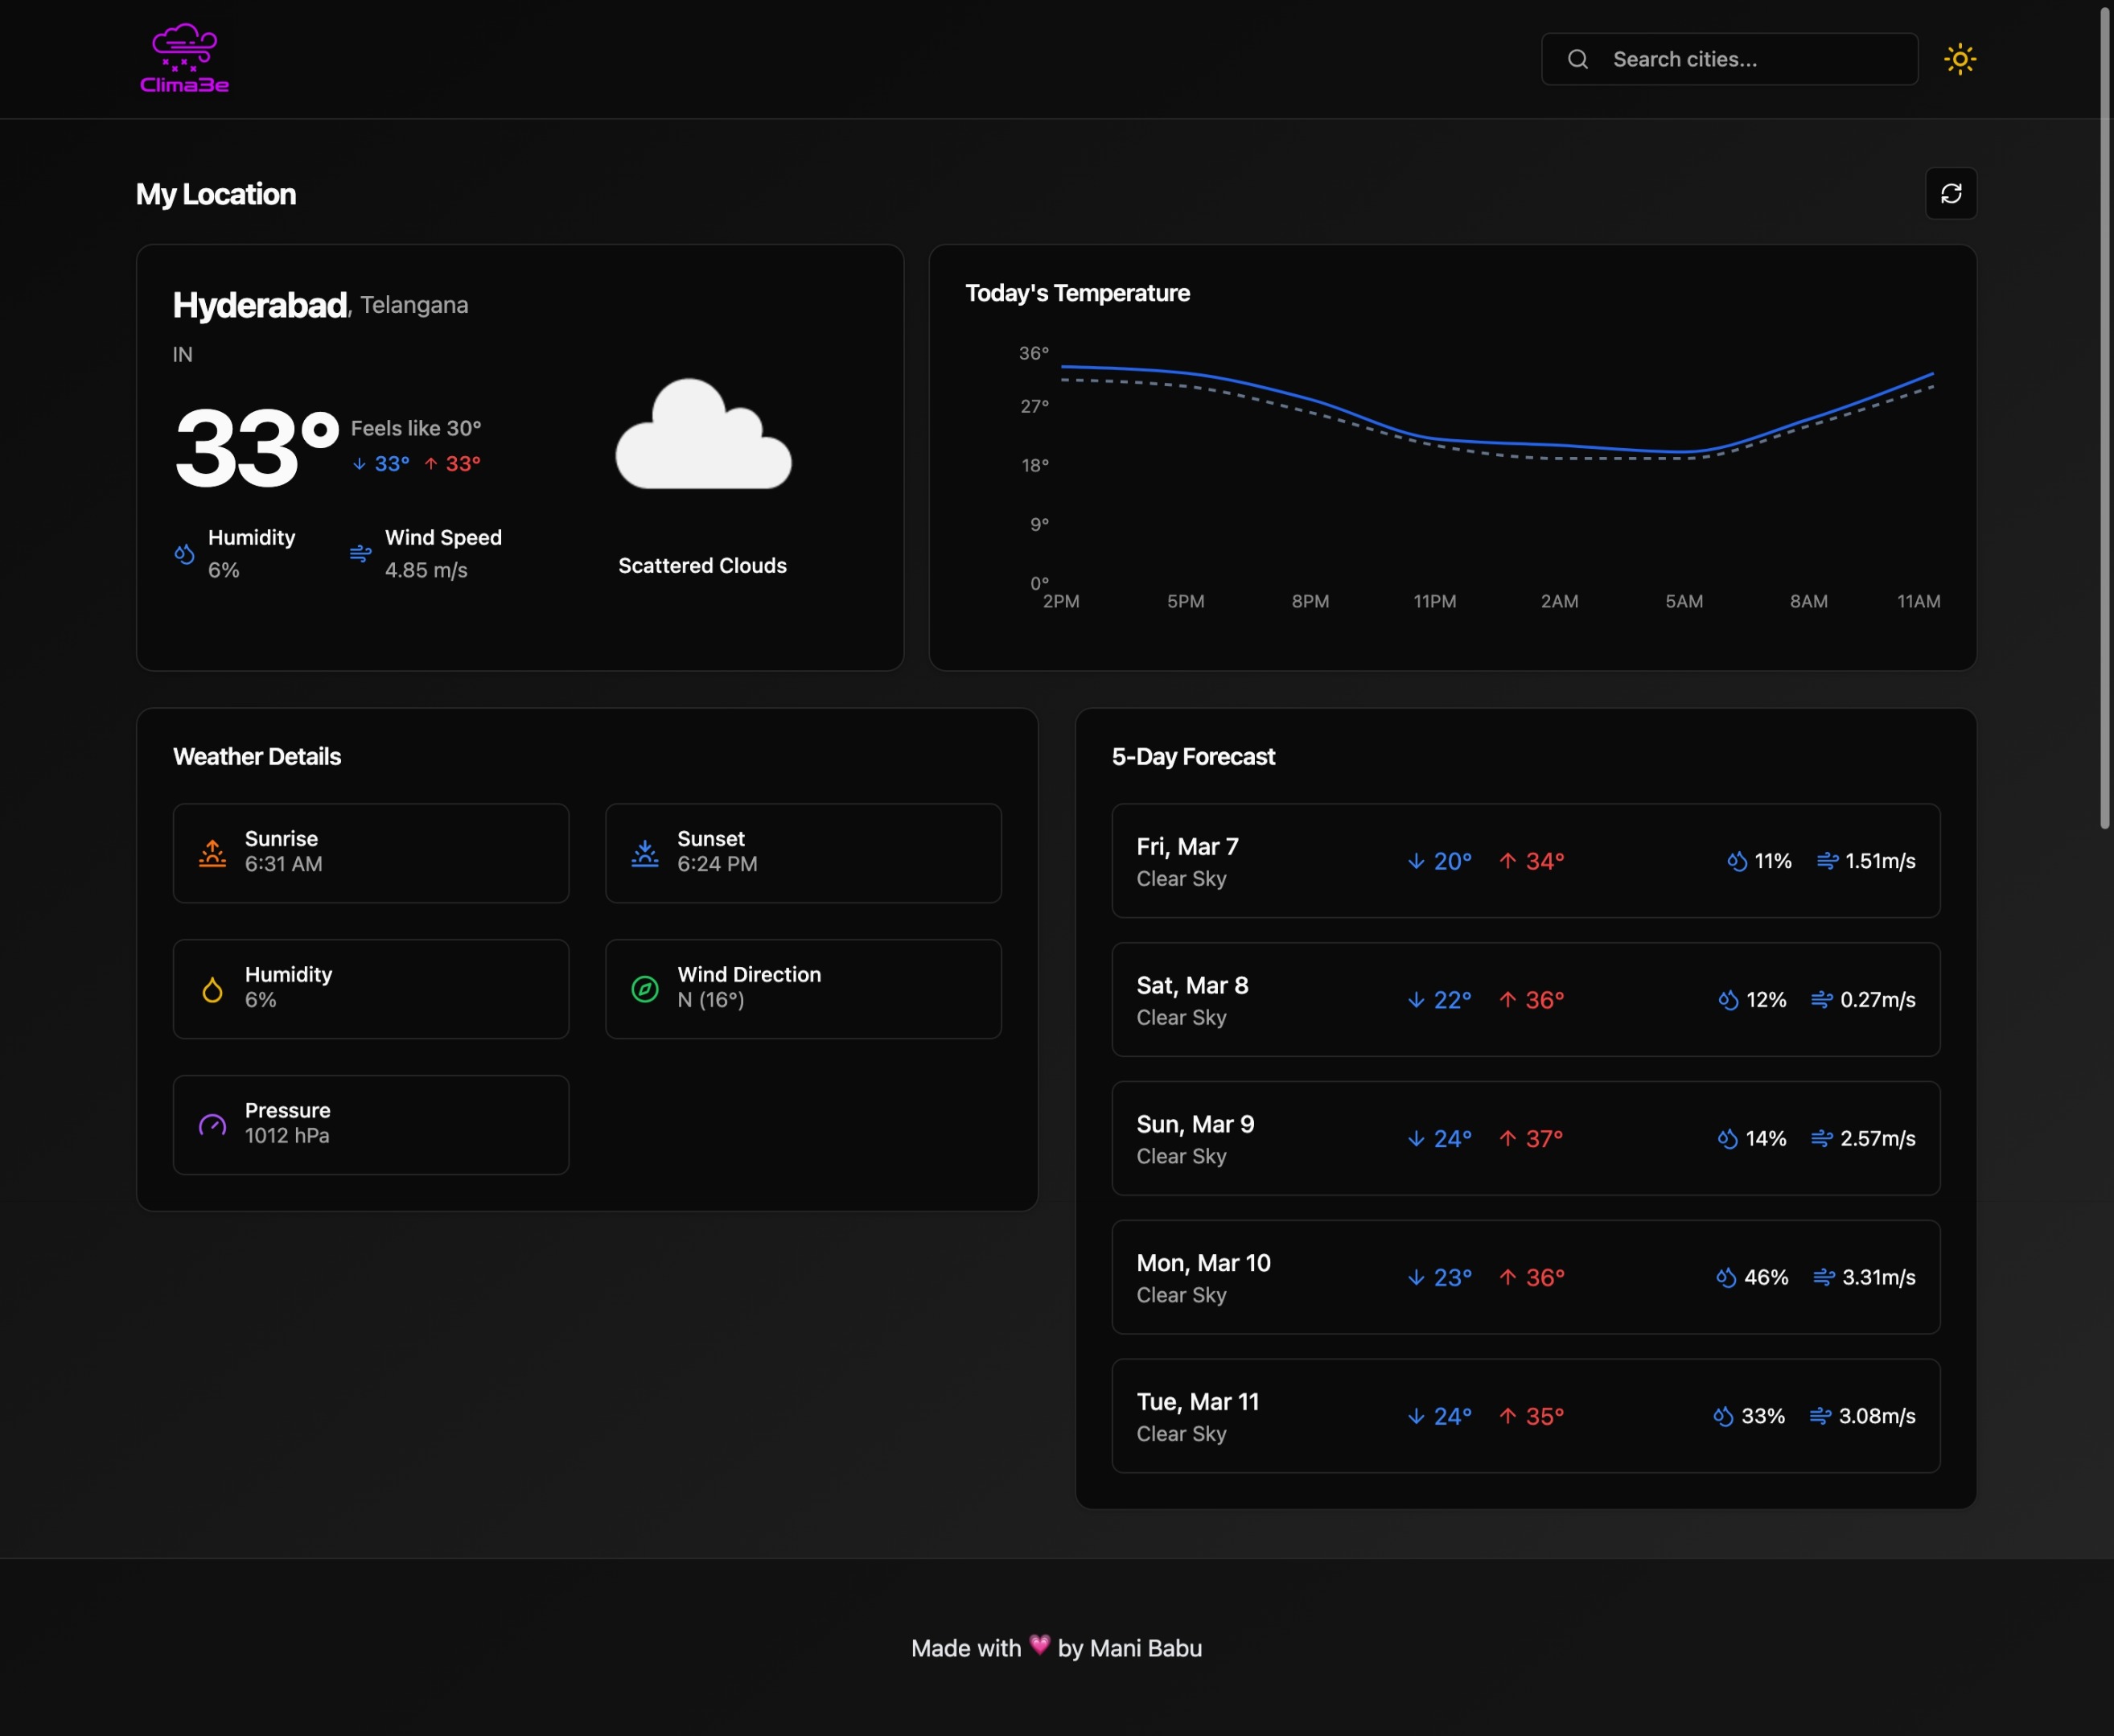 Clima3e
Search cities...
My Location
Hyderabad, Telangana
IN
33°
Feels like 30°
↓ 33° ↑ 33°
Humidity
6%
Wind Speed
4.85 m/s
Scattered Clouds
Today's Temperature
36°
27°
18°
9°
0°
2PM 5PM 8PM 11PM 2AM 5AM 8AM 11AM
Weather Details
Sunrise
6:31 AM
Sunset
6:24 PM
Humidity
6%
Wind Direction
N (16°)
Pressure
1012 hPa
5-Day Forecast
Fri, Mar 7
Clear Sky
↓ 20° ↑ 34° 11% 1.51m/s
Sat, Mar 8
Clear Sky
↓ 22° ↑ 36° 12% 0.27m/s
Sun, Mar 9
Clear Sky
↓ 24° ↑ 37° 14% 2.57m/s
Mon, Mar 10
Clear Sky
↓ 23° ↑ 36° 46% 3.31m/s
Tue, Mar 11
Clear Sky
↓ 24° ↑ 35° 33% 3.08m/s
Made with 💗 by Mani Babu